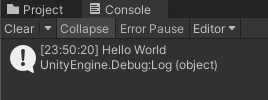 Project Console
Clear Collapse Error Pause Editor
[23:50:20] Hello World
UnityEngine.Debug:Log (object)